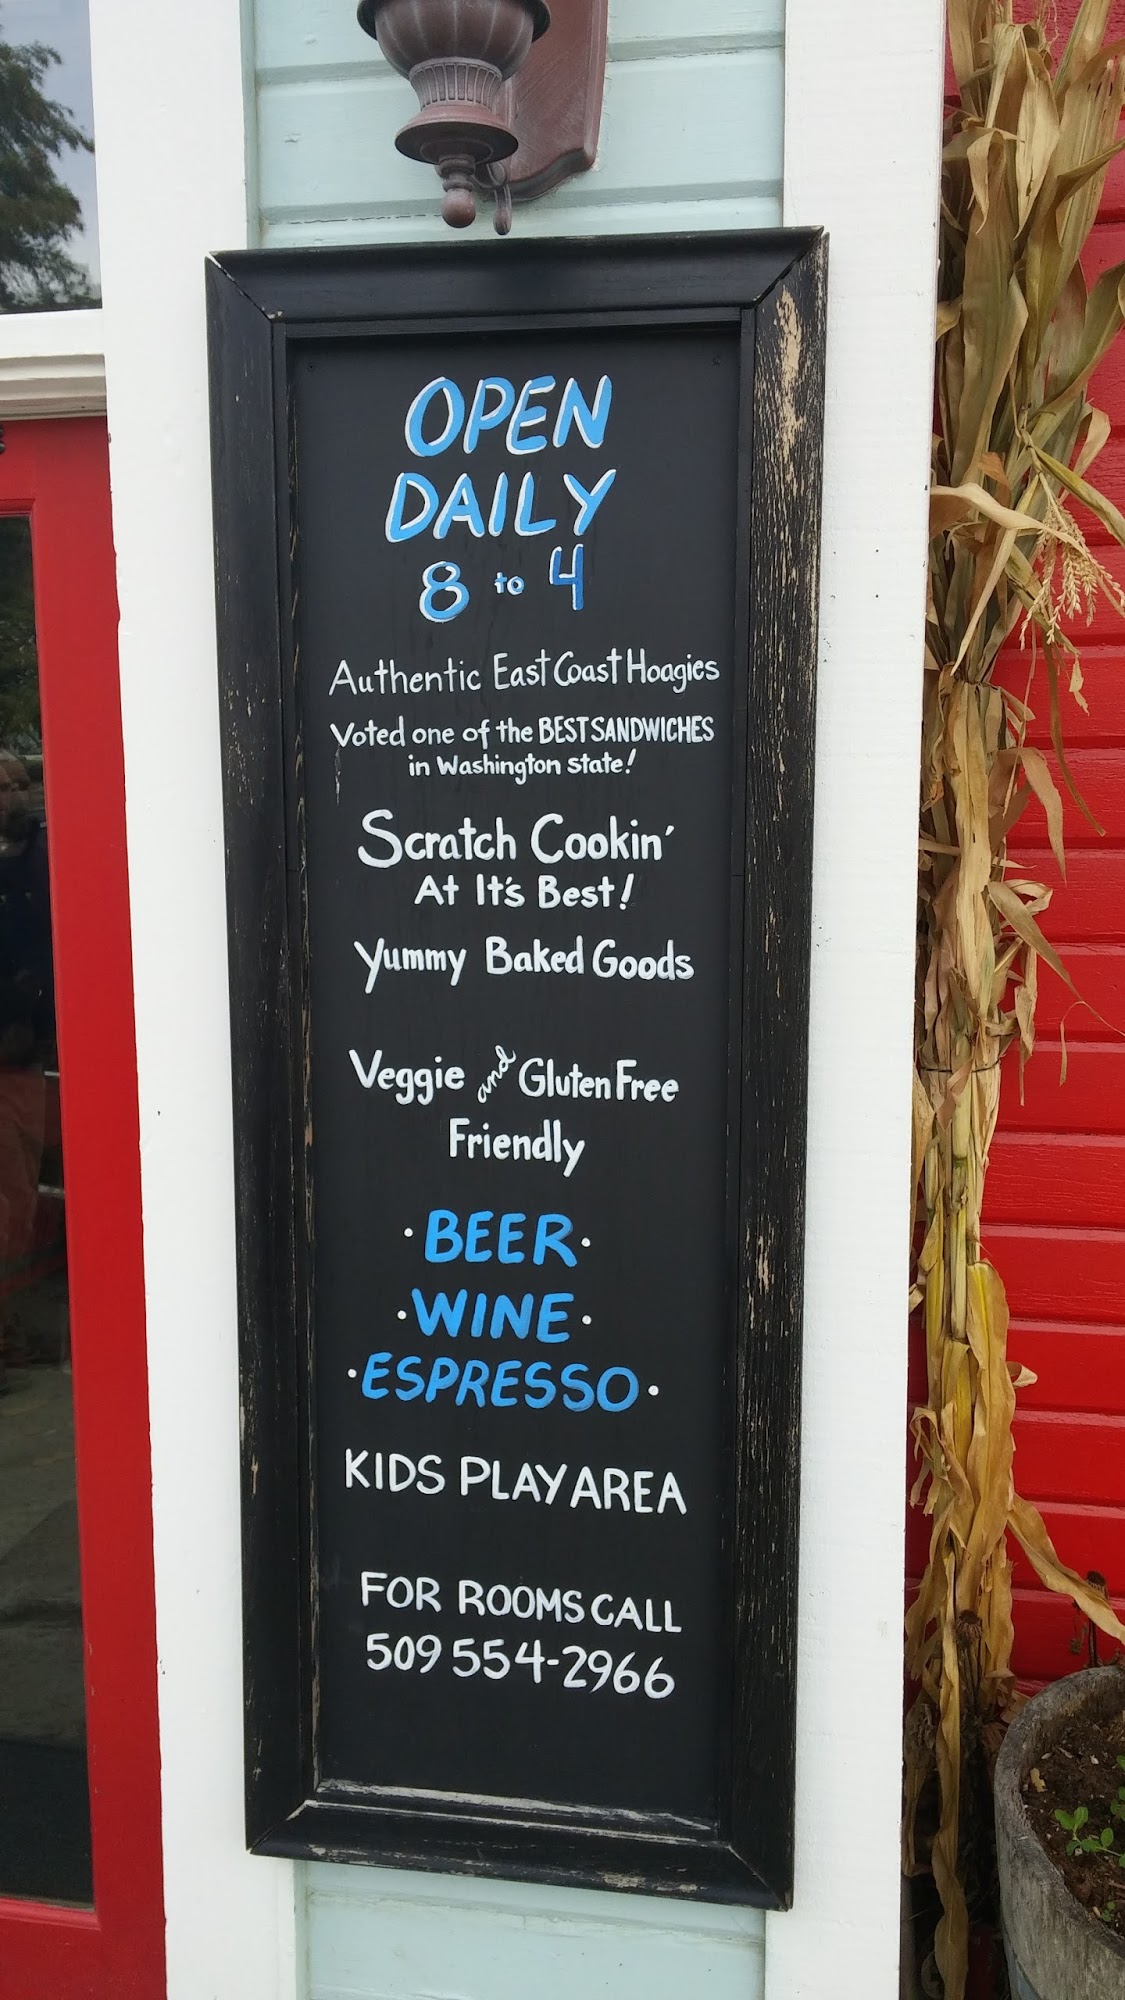 OPEN
DAILY
8 to 4
Authentic East Coast Hoagies
Voted one of the BEST SANDWICHES
in Washington state!
Scratch Cookin'
At It's Best!
Yummy Baked Goods
Veggie and Gluten Free
Friendly
·BEER·
·WINE·
·ESPRESSO·
KIDS PLAY AREA
FOR ROOMS CALL
509 554-2966